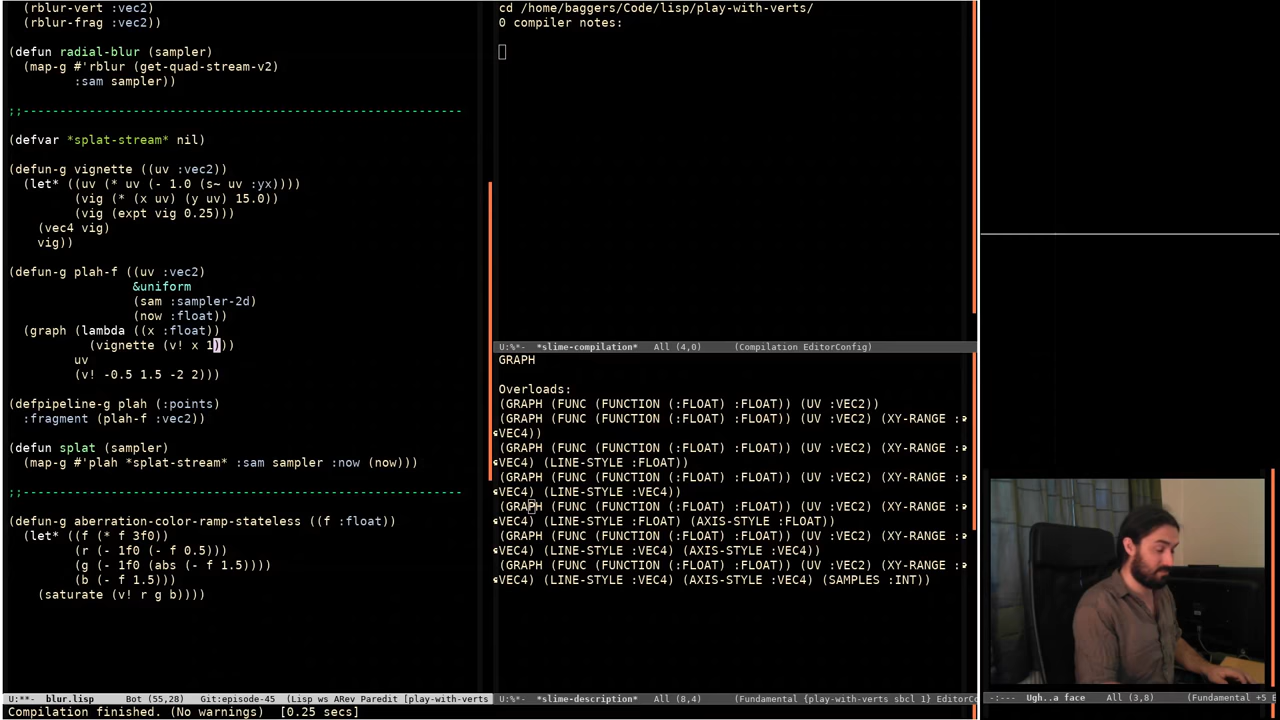 (rblur-vert :vec2)
(rblur-frag :vec2))
(defun radial-blur (sampler)
(map-g #'rblur (get-quad-stream-v2)
:sam sampler))
;;------------------------------------------------------------------
(defvar *splat-stream* nil)
(defun-g vignette ((uv :vec2))
(let* ((uv (* uv (- 1.0 (s~ uv :yx))))
(vig (* (x uv) (y uv) 15.0))
(vig (expt vig 0.25)))
(vec4 vig)
vig))
(defun-g plah-f ((uv :vec2)
&uniform
(sam :sampler-2d)
(now :float))
(graph (lambda ((x :float))
(vignette (v! x 1)))
uv
(v! -0.5 1.5 -2 2)))
(defpipeline-g plah (:points)
:fragment (plah-f :vec2))
(defun splat (sampler)
(map-g #'plah *splat-stream* :sam sampler :now (now)))
;;------------------------------------------------------------------
(defun-g aberration-color-ramp-stateless ((f :float))
(let* ((f (* f 3f0))
(r (- 1f0 (- f 0.5)))
(g (- 1f0 (abs (- f 1.5))))
(b (- f 1.5)))
(saturate (v! r g b))))
U:**- blur.lisp Bot (55,28) Git:episode-45 (Lisp ws ARev Paredit [play-with-verts
Compilation finished. (No warnings) [0.25 secs]
cd /home/baggers/Code/lisp/play-with-verts/
0 compiler notes:
U:%*- *slime-compilation* All (4,0) (Compilation EditorConfig)
GRAPH
Overloads:
(GRAPH (FUNC (FUNCTION (:FLOAT) :FLOAT)) (UV :VEC2))
(GRAPH (FUNC (FUNCTION (:FLOAT) :FLOAT)) (UV :VEC2) (XY-RANGE :
VEC4))
(GRAPH (FUNC (FUNCTION (:FLOAT) :FLOAT)) (UV :VEC2) (XY-RANGE :
VEC4) (LINE-STYLE :FLOAT))
(GRAPH (FUNC (FUNCTION (:FLOAT) :FLOAT)) (UV :VEC2) (XY-RANGE :
VEC4) (LINE-STYLE :VEC4))
(GRAPH (FUNC (FUNCTION (:FLOAT) :FLOAT)) (UV :VEC2) (XY-RANGE :
VEC4) (LINE-STYLE :FLOAT) (AXIS-STYLE :FLOAT))
(GRAPH (FUNC (FUNCTION (:FLOAT) :FLOAT)) (UV :VEC2) (XY-RANGE :
VEC4) (LINE-STYLE :VEC4) (AXIS-STYLE :VEC4))
(GRAPH (FUNC (FUNCTION (:FLOAT) :FLOAT)) (UV :VEC2) (XY-RANGE :
VEC4) (LINE-STYLE :VEC4) (AXIS-STYLE :VEC4) (SAMPLES :INT))
U:%*- *slime-description* All (8,4) (Fundamental {play-with-verts sbcl 1} EditorCo
-:--- Ugh..a face All (3,8) (Fundamental +5 E